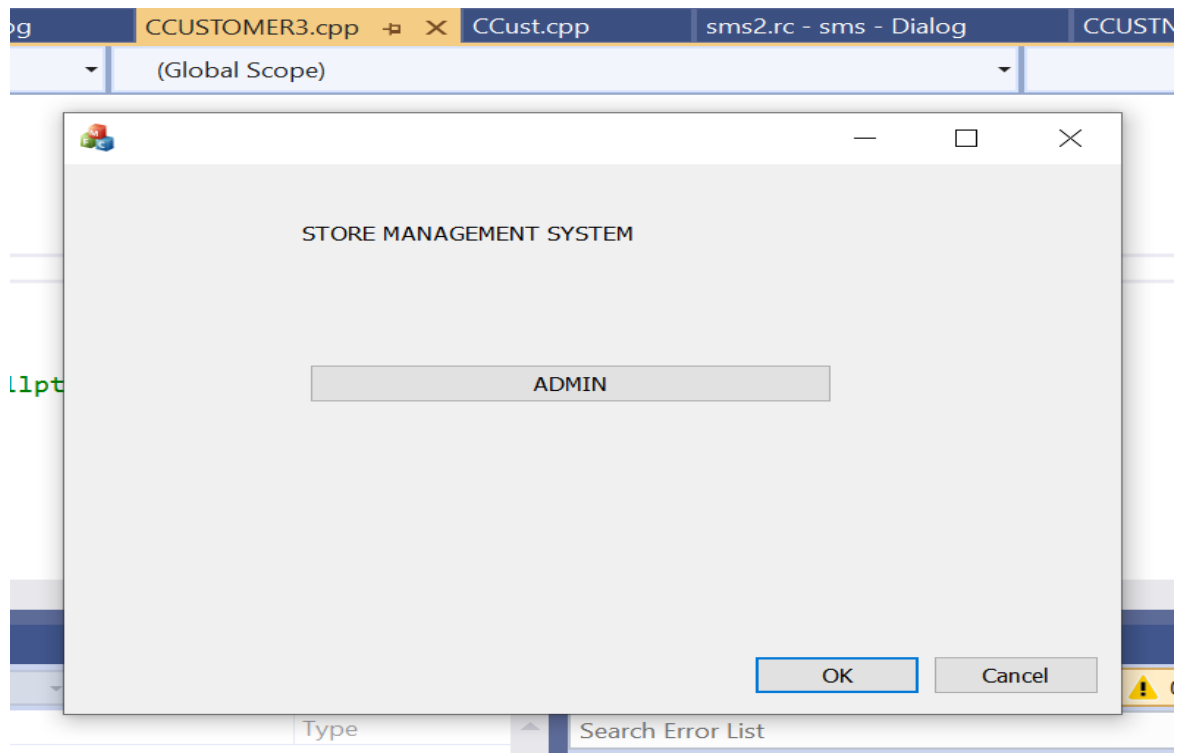 CCUSTOMER3.cpp CCust.cpp sms2.rc - sms - Dialog CCUSTN
(Global Scope)
STORE MANAGEMENT SYSTEM
llpt
ADMIN
OK Cancel
Type Search Error List